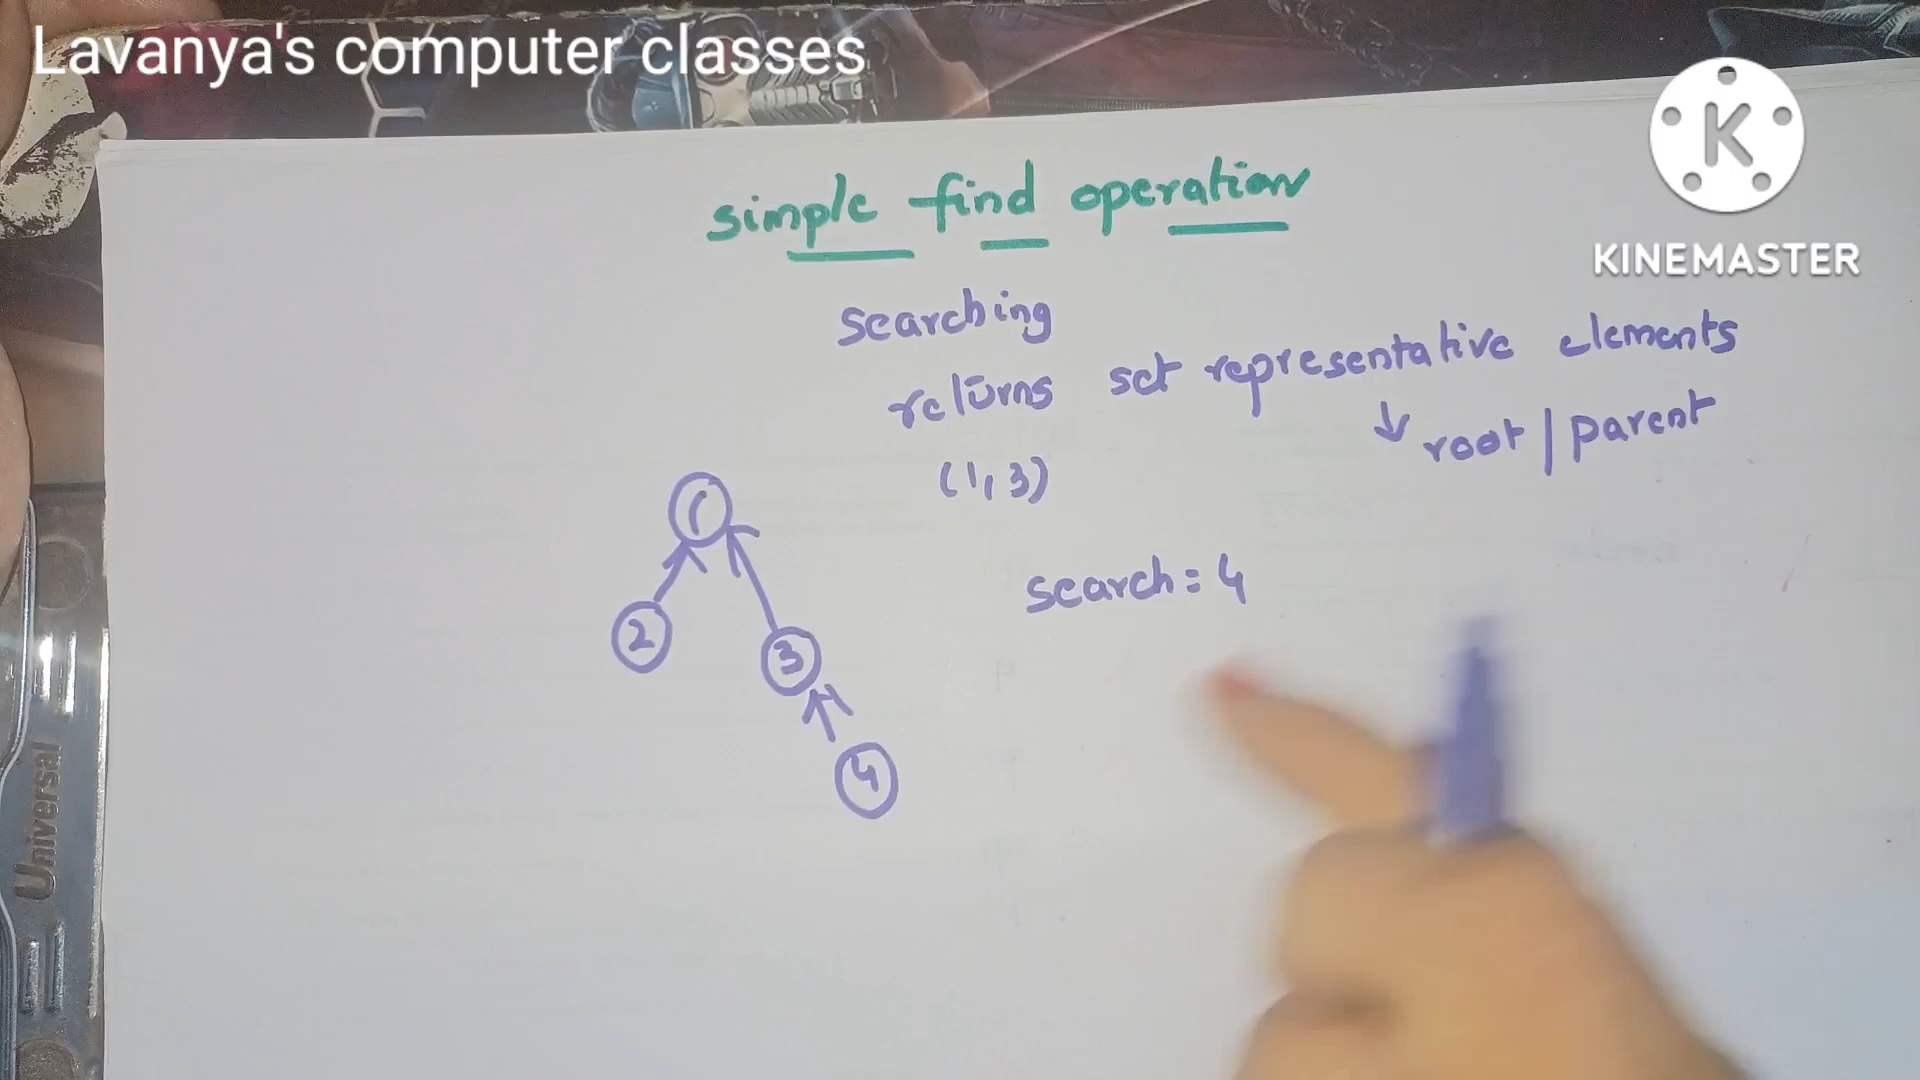 Lavanya's computer classes
K
KINEMASTER
simple find operation
searching
returns set representative elements
↓ root / parent
(1, 3)
1
search = 4
2
3
4
Universal